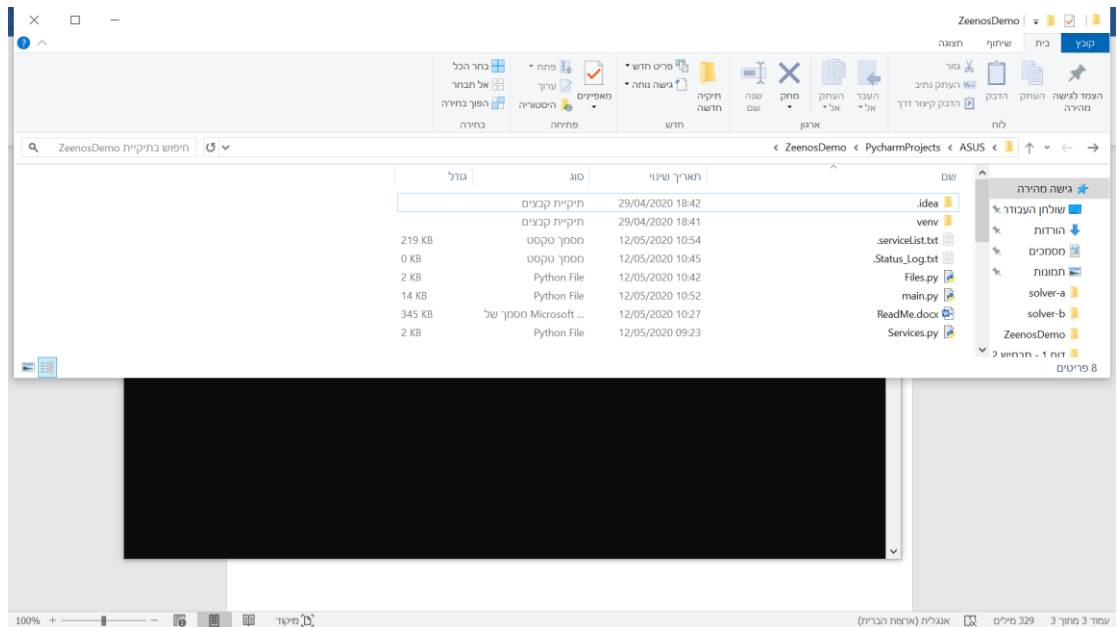 ZeenosDemo
קובץ בית שיתוף תצוגה
הצמד לגישה מהירה
העתק
הדבק
גזור
העתק נתיב
הדבק קיצור דרך
לוח
העבר אל
העתק אל
מחק
שנה שם
ארגון
תיקיה חדשה
פריט חדש
גישה נוחה
חדש
מאפיינים
פתח
ערוך
היסטוריה
פתיחה
בחר הכל
אל תבחר
הפוך בחירה
בחירה
ASUS › PycharmProjects › ZeenosDemo ›
חיפוש בתיקיית ZeenosDemo
שם תאריך שינוי סוג גודל
.idea 29/04/2020 18:42 תיקיית קבצים
venv 29/04/2020 18:41 תיקיית קבצים
.serviceList.txt 12/05/2020 10:54 מסמך טקסט 219 KB
.Status_Log.txt 12/05/2020 10:45 מסמך טקסט 0 KB
Files.py 12/05/2020 10:42 Python File 2 KB
main.py 12/05/2020 10:52 Python File 14 KB
ReadMe.docx 12/05/2020 10:27 מסמך של Microsoft ... 345 KB
Services.py 12/05/2020 09:23 Python File 2 KB
גישה מהירה
שולחן העבודה
הורדות
מסמכים
תמונות
solver-a
solver-b
ZeenosDemo
דוח 1 - תרחיש 2
8 פריטים
עמוד 3 מתוך 3 329 מילים אנגלית (ארצות הברית)
מיקוד
100%